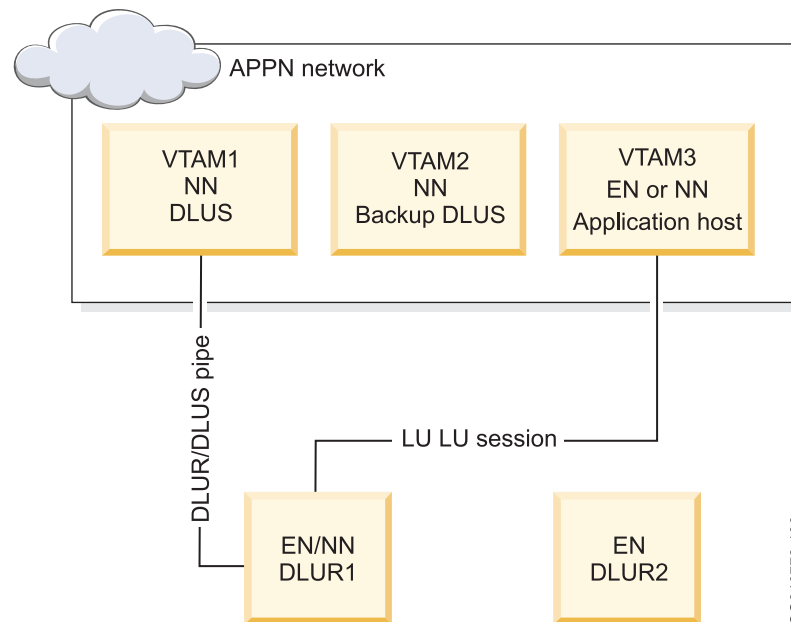 APPN network
VTAM1
NN
DLUS
VTAM2
NN
Backup DLUS
VTAM3
EN or NN
Application host
DLUR/DLUS pipe
LU LU session
EN/NN
DLUR1
EN
DLUR2